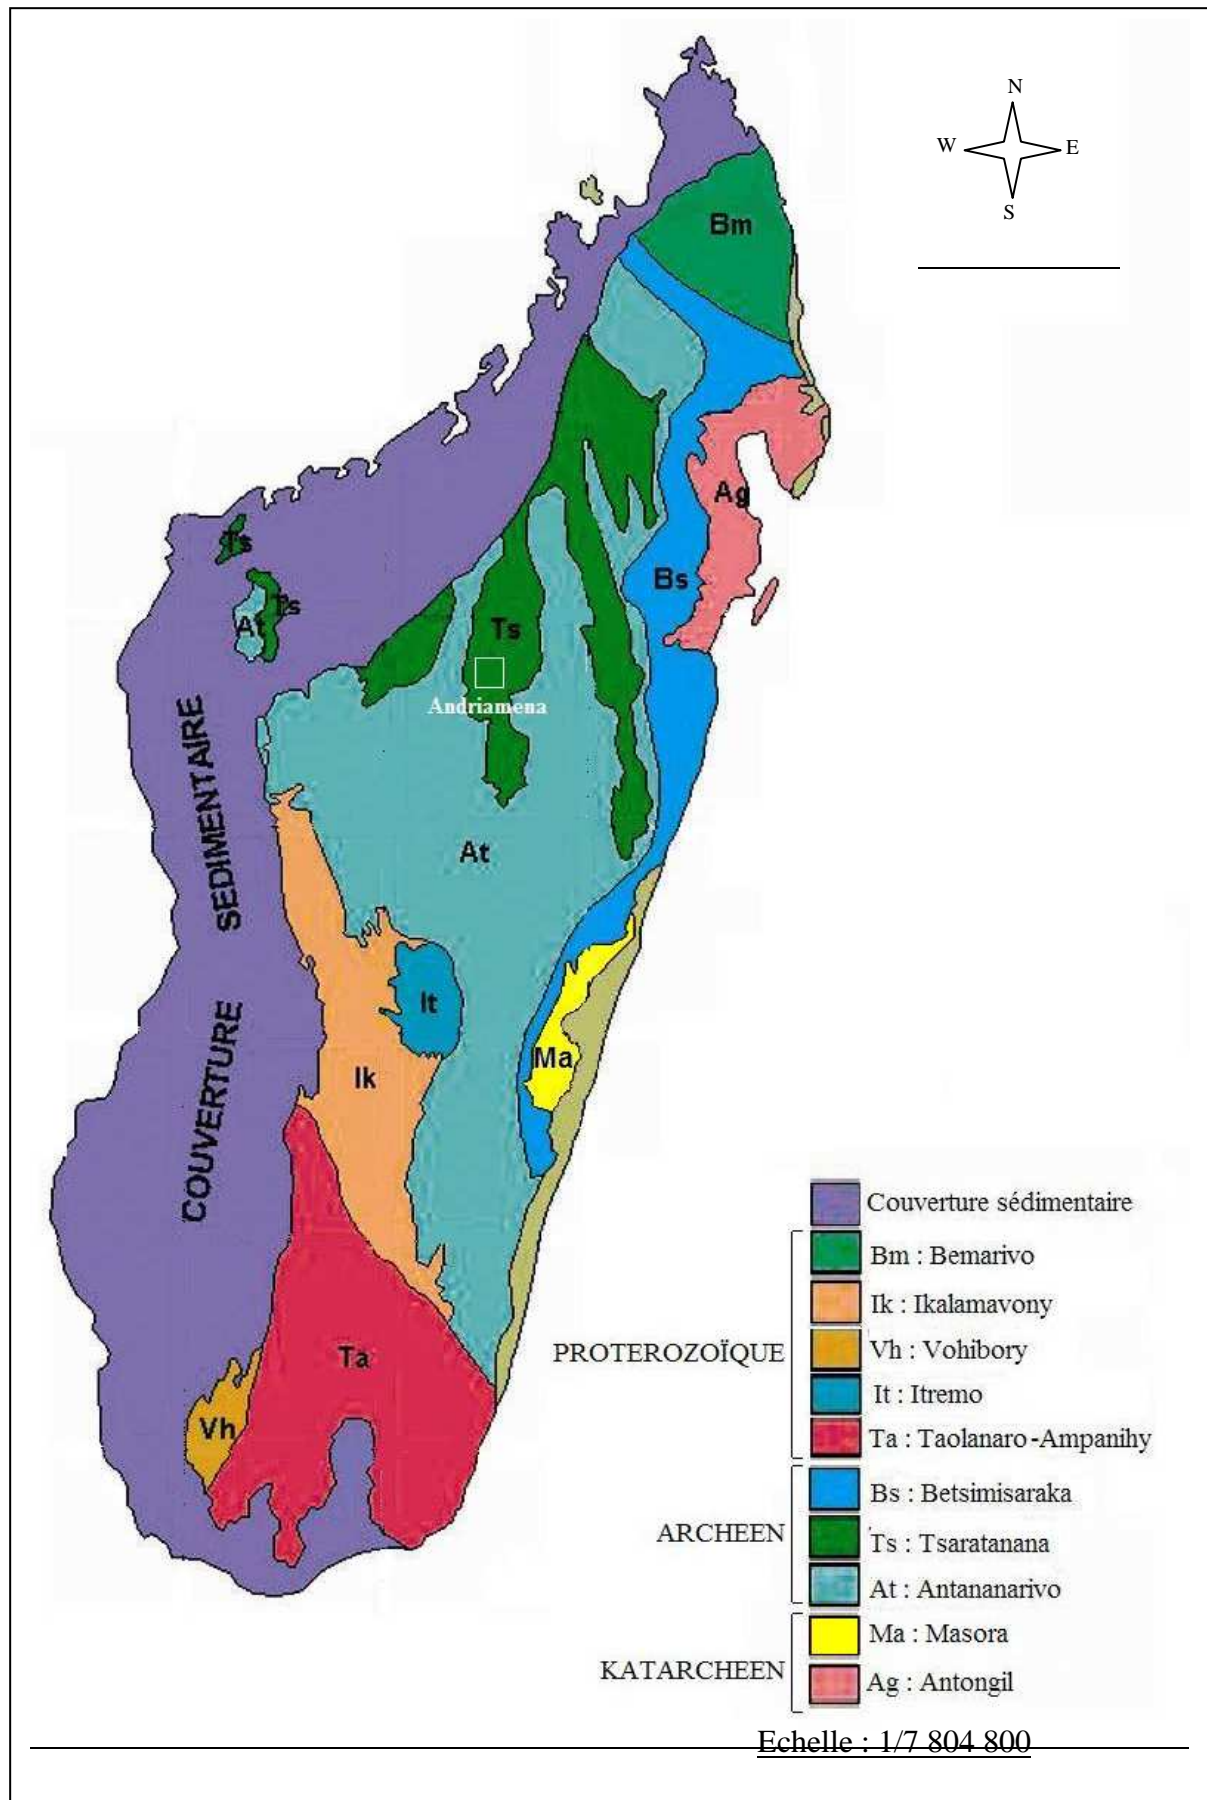 N
W E
S
Bm
Ag
Ts
Bs
Ts
Ts
At
Andriamena
COUVERTURE SEDIMENTAIRE
At
It
Ma
Ik
Ta
Vh
Couverture sédimentaire
PROTEROZOÏQUE
Bm : Bemarivo
Ik : Ikalamavony
Vh : Vohibory
It : Itremo
Ta : Taolanaro-Ampanihy
ARCHEEN
Bs : Betsimisaraka
Ts : Tsaratanana
At : Antananarivo
KATARCHEEN
Ma : Masora
Ag : Antongil
Echelle : 1/7 804 800